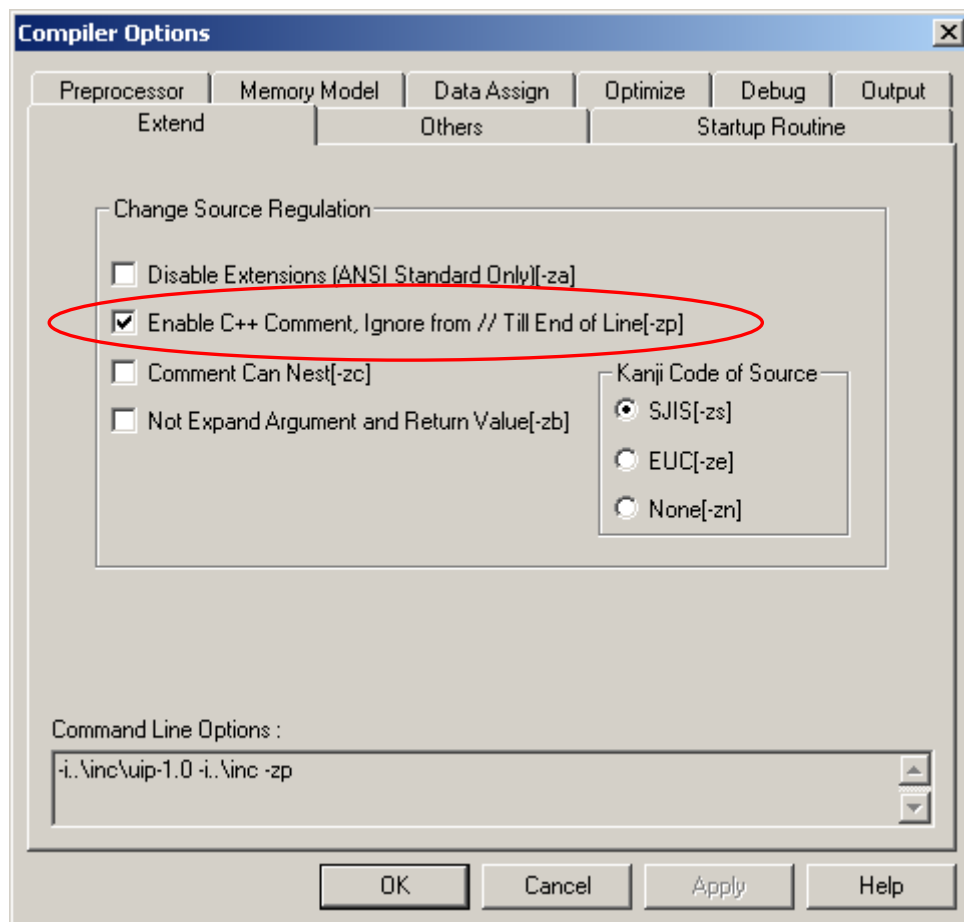 Compiler Options
Preprocessor Memory Model Data Assign Optimize Debug Output
Extend Others Startup Routine
Change Source Regulation
Disable Extensions (ANSI Standard Only)[-za]
Enable C++ Comment, Ignore from // Till End of Line[-zp]
Comment Can Nest[-zc]
Kanji Code of Source
SJIS[-zs]
Not Expand Argument and Return Value[-zb]
EUC[-ze]
None[-zn]
Command Line Options :
-i..\inc\uip-1.0 -i..\inc -zp
OK Cancel Apply Help